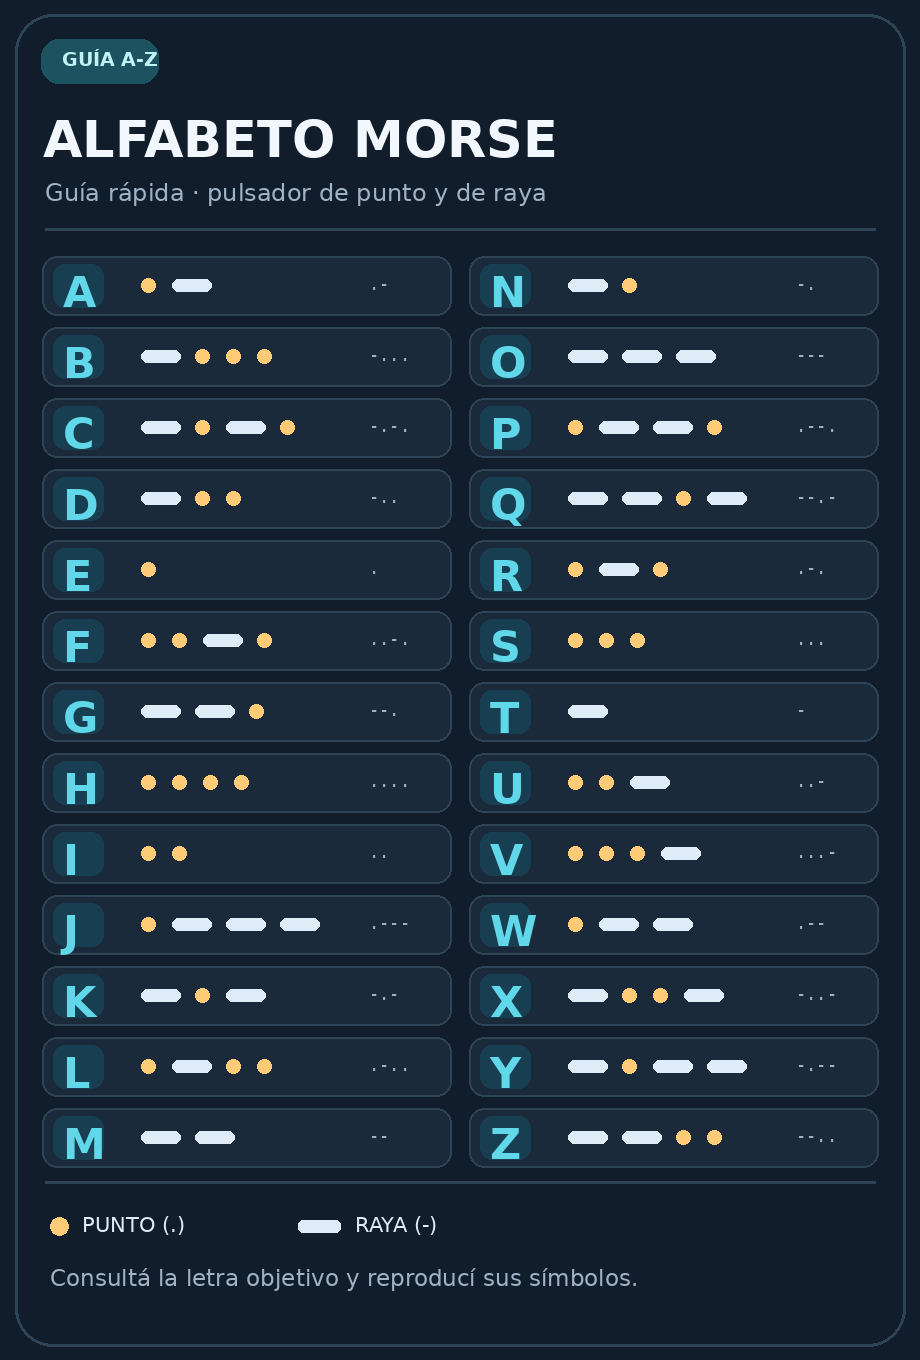 GUÍA A-Z
ALFABETO MORSE
Guía rápida · pulsador de punto y de raya
A .-
B -...
C -.-.
D -..
E .
F ..-.
G --.
H ....
I ..
J .---
K -.-
L .-..
M --
N -.
O ---
P .--.
Q --.-
R .-.
S ...
T -
U ..-
V ...-
W .--
X -..-
Y -.--
Z --..
PUNTO (.) RAYA (-)
Consultá la letra objetivo y reproducí sus símbolos.